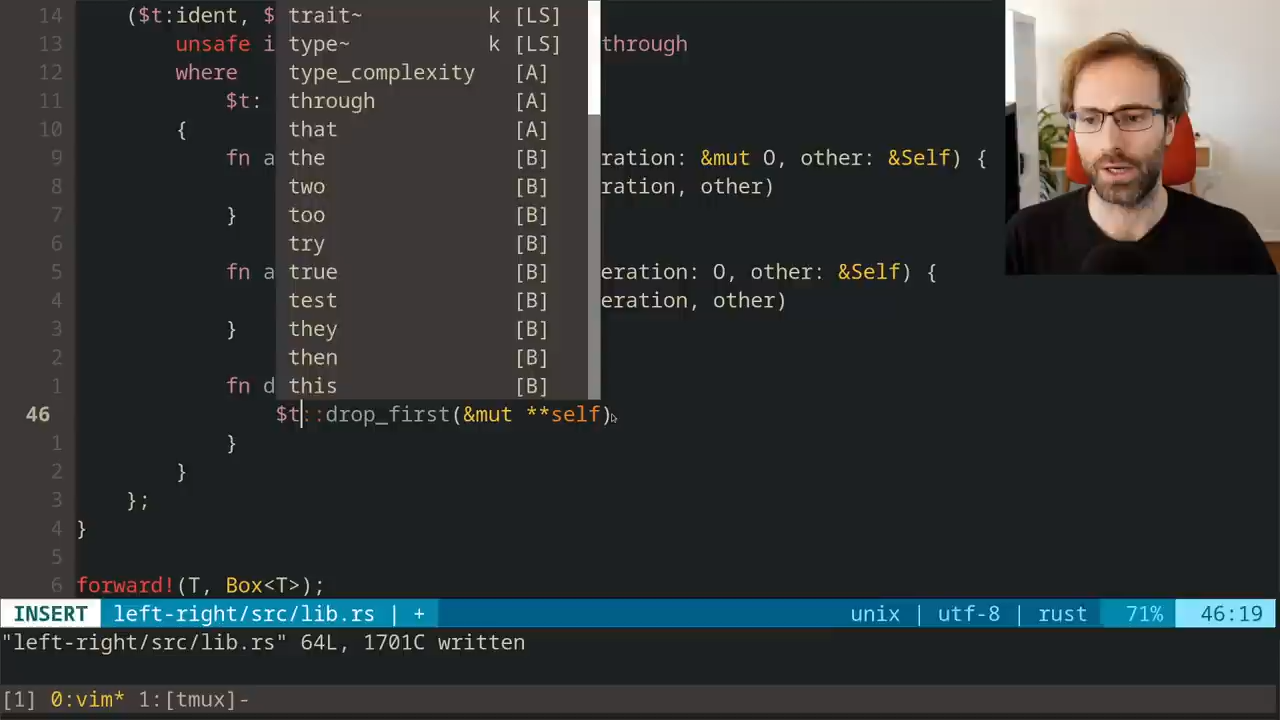 14 ($t:ident, $ trait~ k [LS]
13 unsafe i type~ k [LS] through
12 where type_complexity [A]
11 $t: through [A]
10 { that [A]
9 fn a the [B] ration: &mut O, other: &Self) {
8 two [B] ration, other)
7 } too [B]
6 try [B]
5 fn a true [B] eration: O, other: &Self) {
4 test [B] eration, other)
3 } they [B]
2 then [B]
1 fn d this [B]
46 $t::drop_first(&mut **self)
1 }
2 }
3 };
4 }
5
6 forward!(T, Box<T>);
INSERT left-right/src/lib.rs | + unix | utf-8 | rust 71% 46:19
"left-right/src/lib.rs" 64L, 1701C written
[1] 0:vim* 1:[tmux]-